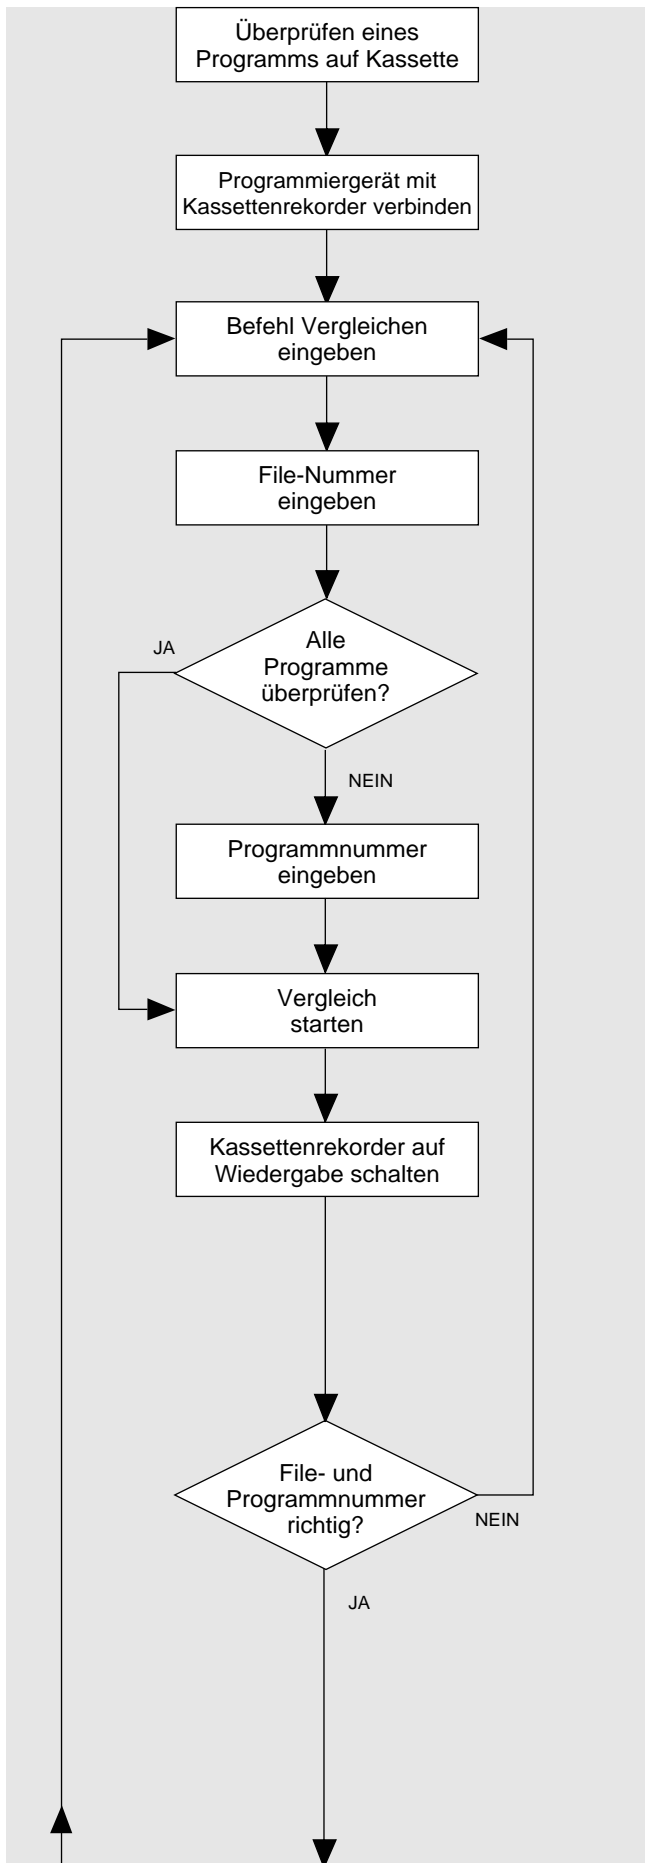 Überprüfen eines
Programms auf Kassette
Programmiergerät mit
Kassettenrekorder verbinden
Befehl Vergleichen
eingeben
File-Nummer
eingeben
JA
Alle
Programme
überprüfen?
NEIN
Programmnummer
eingeben
Vergleich
starten
Kassettenrekorder auf
Wiedergabe schalten
File- und
Programmnummer
richtig?
NEIN
JA